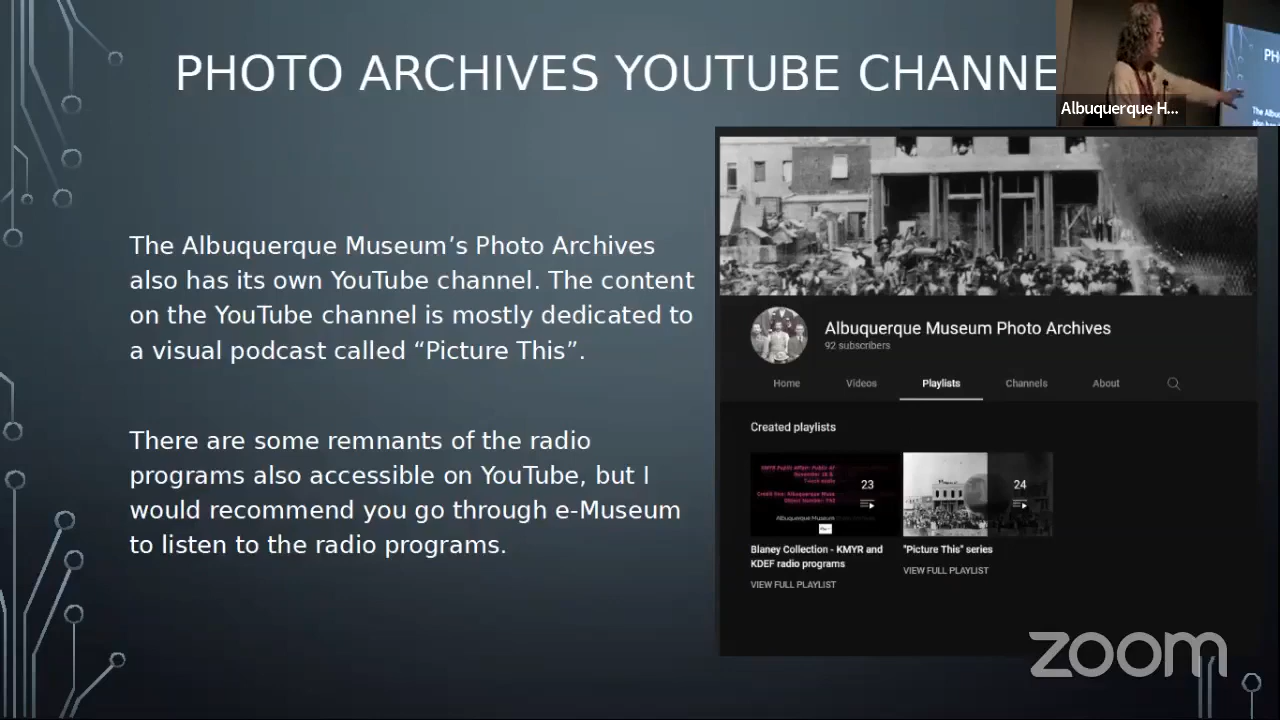 PHOTO ARCHIVES YOUTUBE CHANNE
Albuquerque H...
The Albuquerque Museum’s Photo Archives
also has its own YouTube channel. The content
on the YouTube channel is mostly dedicated to
a visual podcast called “Picture This”.
There are some remnants of the radio
programs also accessible on YouTube, but I
would recommend you go through e-Museum
to listen to the radio programs.
Albuquerque Museum Photo Archives
92 subscribers
Home Videos Playlists Channels About
Created playlists
23
24
Albuquerque Museum
Blaney Collection - KMYR and
KDEF radio programs
VIEW FULL PLAYLIST
"Picture This" series
VIEW FULL PLAYLIST
zoom